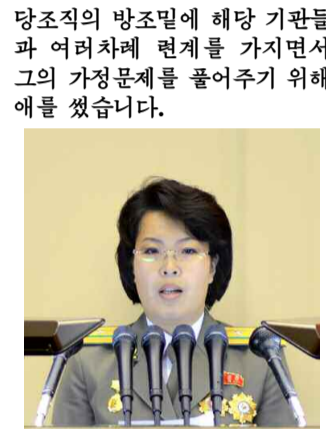 당조직의 방조밑에 해당 기관들
과 여러차례 련계를 가지면서
그의 가정문제를 풀어주기 위해
애를 썼습니다.